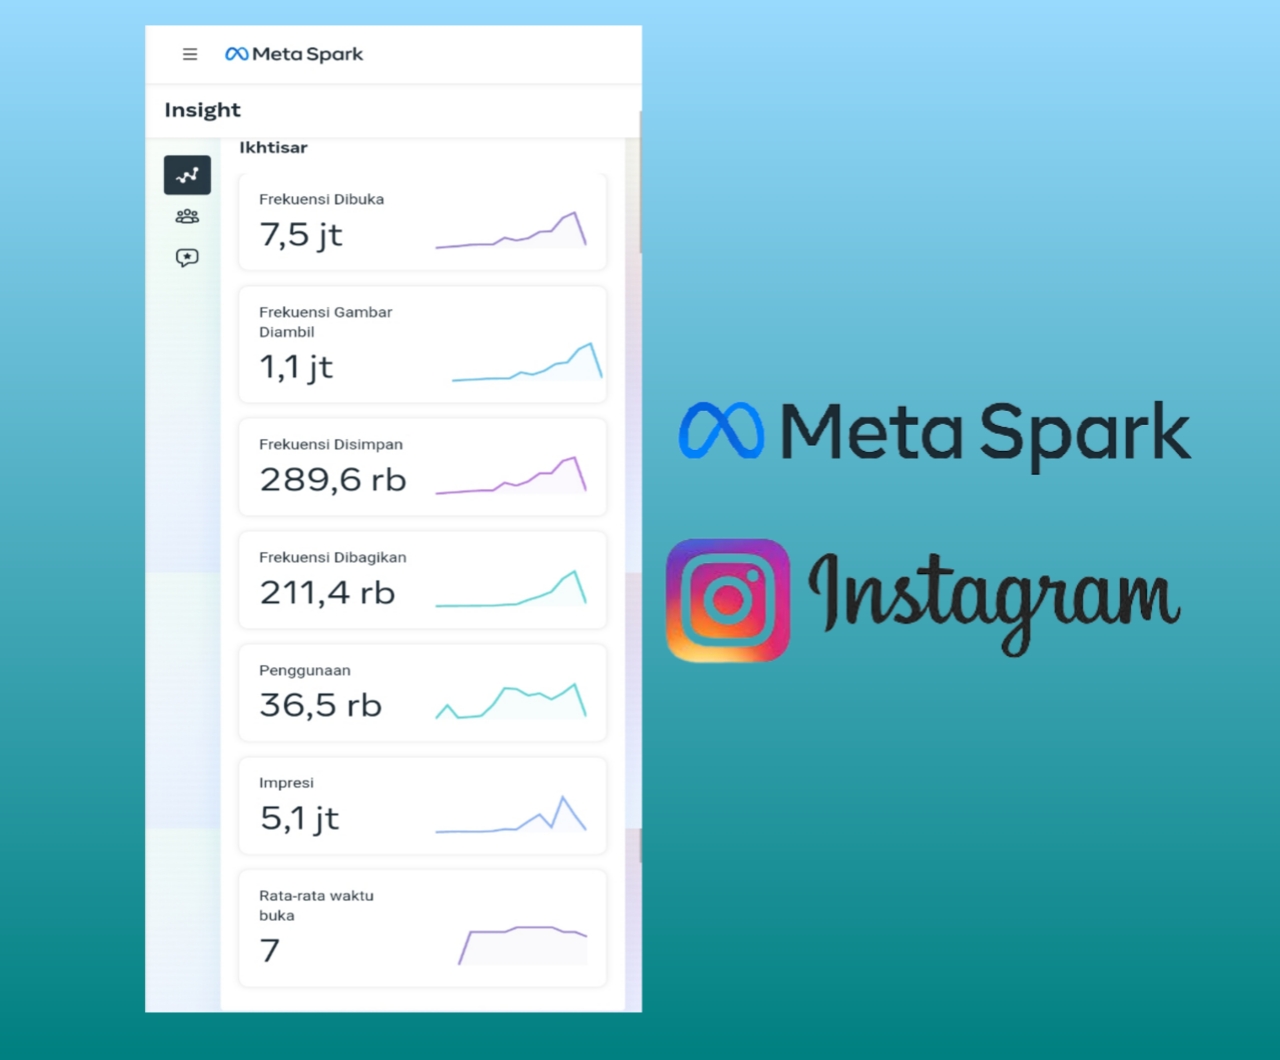 Meta Spark
Insight
Ikhtisar
Frekuensi Dibuka
7,5 jt
Frekuensi Gambar
Diambil
1,1 jt
Frekuensi Disimpan
289,6 rb
Frekuensi Dibagikan
211,4 rb
Penggunaan
36,5 rb
Impresi
5,1 jt
Rata-rata waktu
buka
7
Meta Spark
Instagram